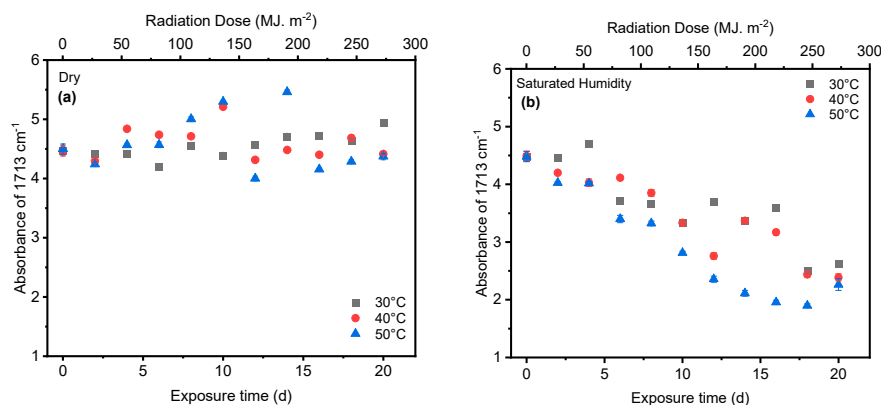 Radiation Dose (MJ. m-2)
0 50 100 150 200 250 300
6
5
4
3
2
1
Absorbance of 1713 cm-1
Dry
(a)
30°C
40°C
50°C
0 5 10 15 20
Exposure time (d)
Radiation Dose (MJ. m-2)
0 50 100 150 200 250 300
6
5
4
3
2
1
Absorbance of 1713 cm-1
Saturated Humidity
(b)
30°C
40°C
50°C
0 5 10 15 20
Exposure time (d)